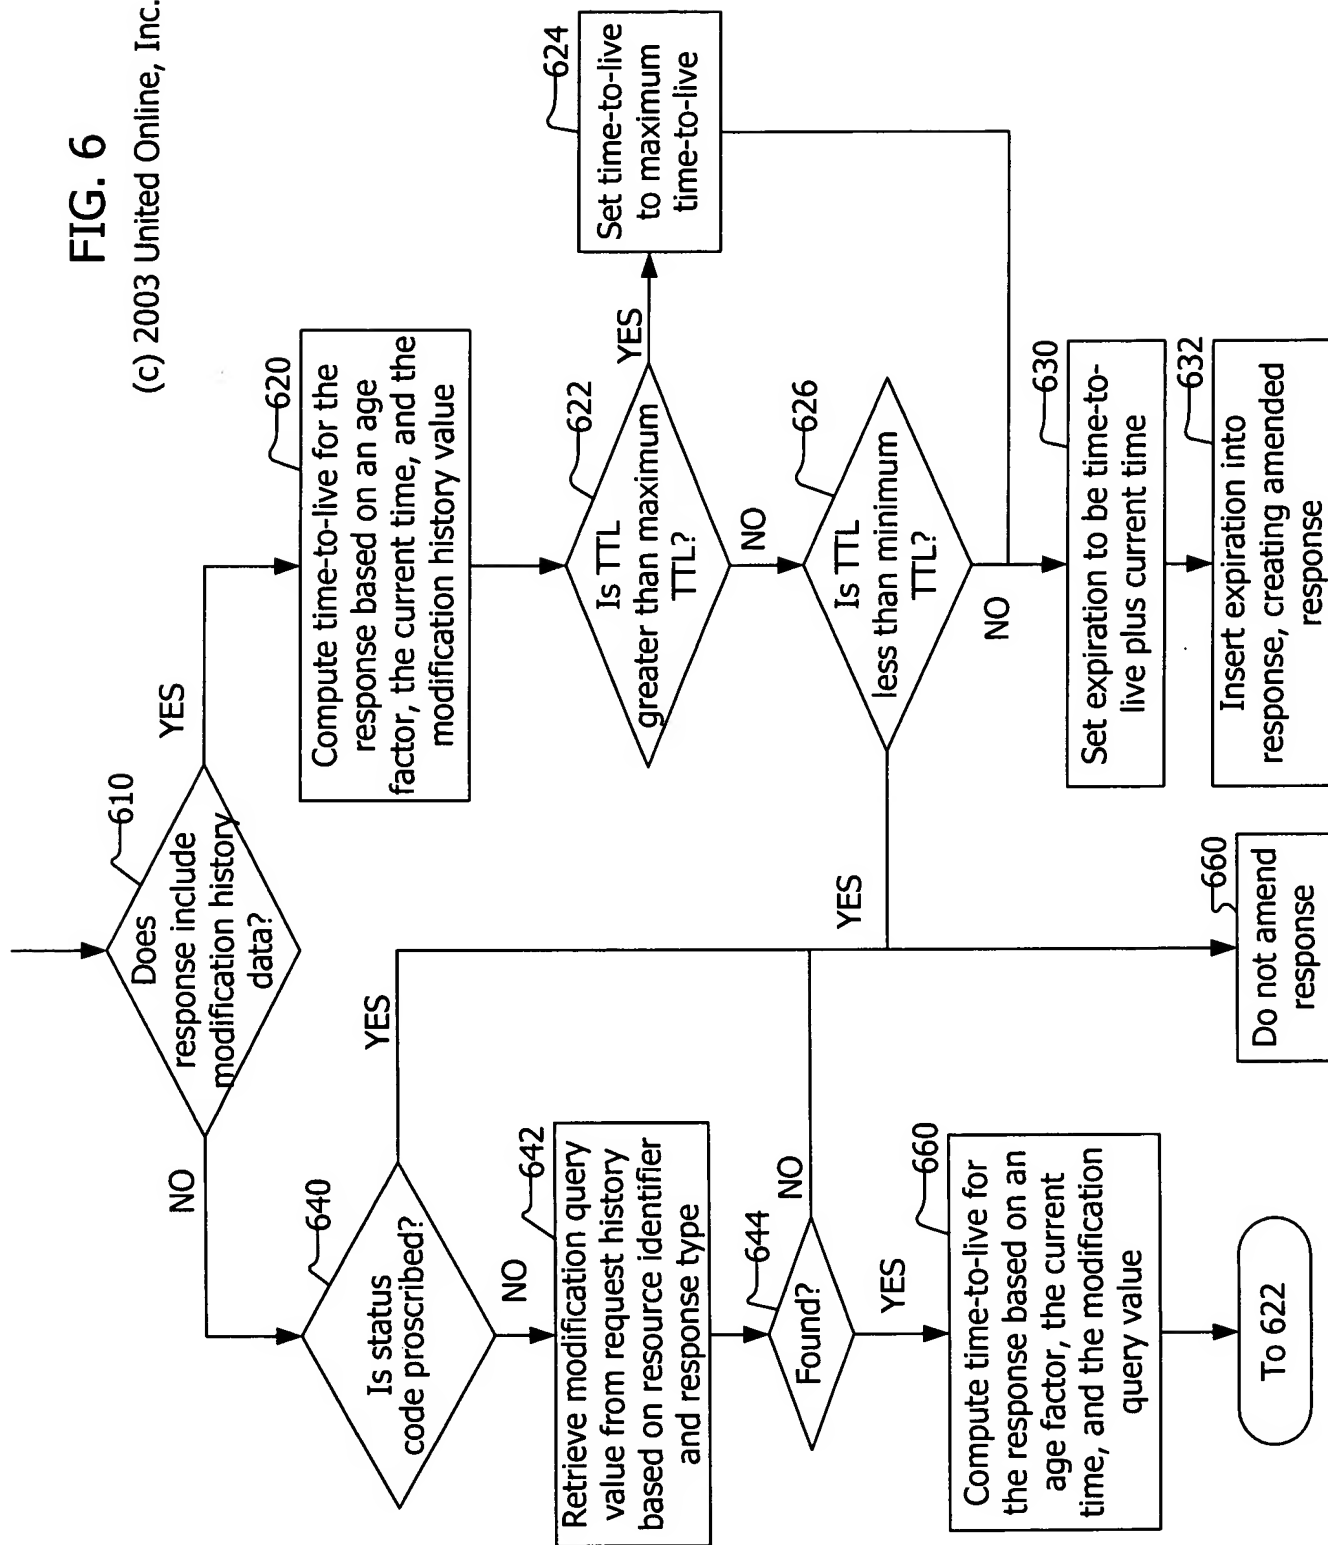 FIG. 6
(c) 2003 United Online, Inc.
610
Does
response include
modification history
data?
YES
NO
620
Compute time-to-live for the
response based on an age
factor, the current time, and the
modification history value
622
Is TTL
greater than maximum
TTL?
YES
NO
624
Set time-to-live
to maximum
time-to-live
626
Is TTL
less than minimum
TTL?
YES
NO
630
Set expiration to be time-to-
live plus current time
632
Insert expiration into
response, creating amended
response
640
Is status
code proscribed?
YES
NO
642
Retrieve modification query
value from request history
based on resource identifier
and response type
644
Found?
NO
YES
660
Compute time-to-live for
the response based on an
age factor, the current
time, and the modification
query value
To 622
660
Do not amend
response